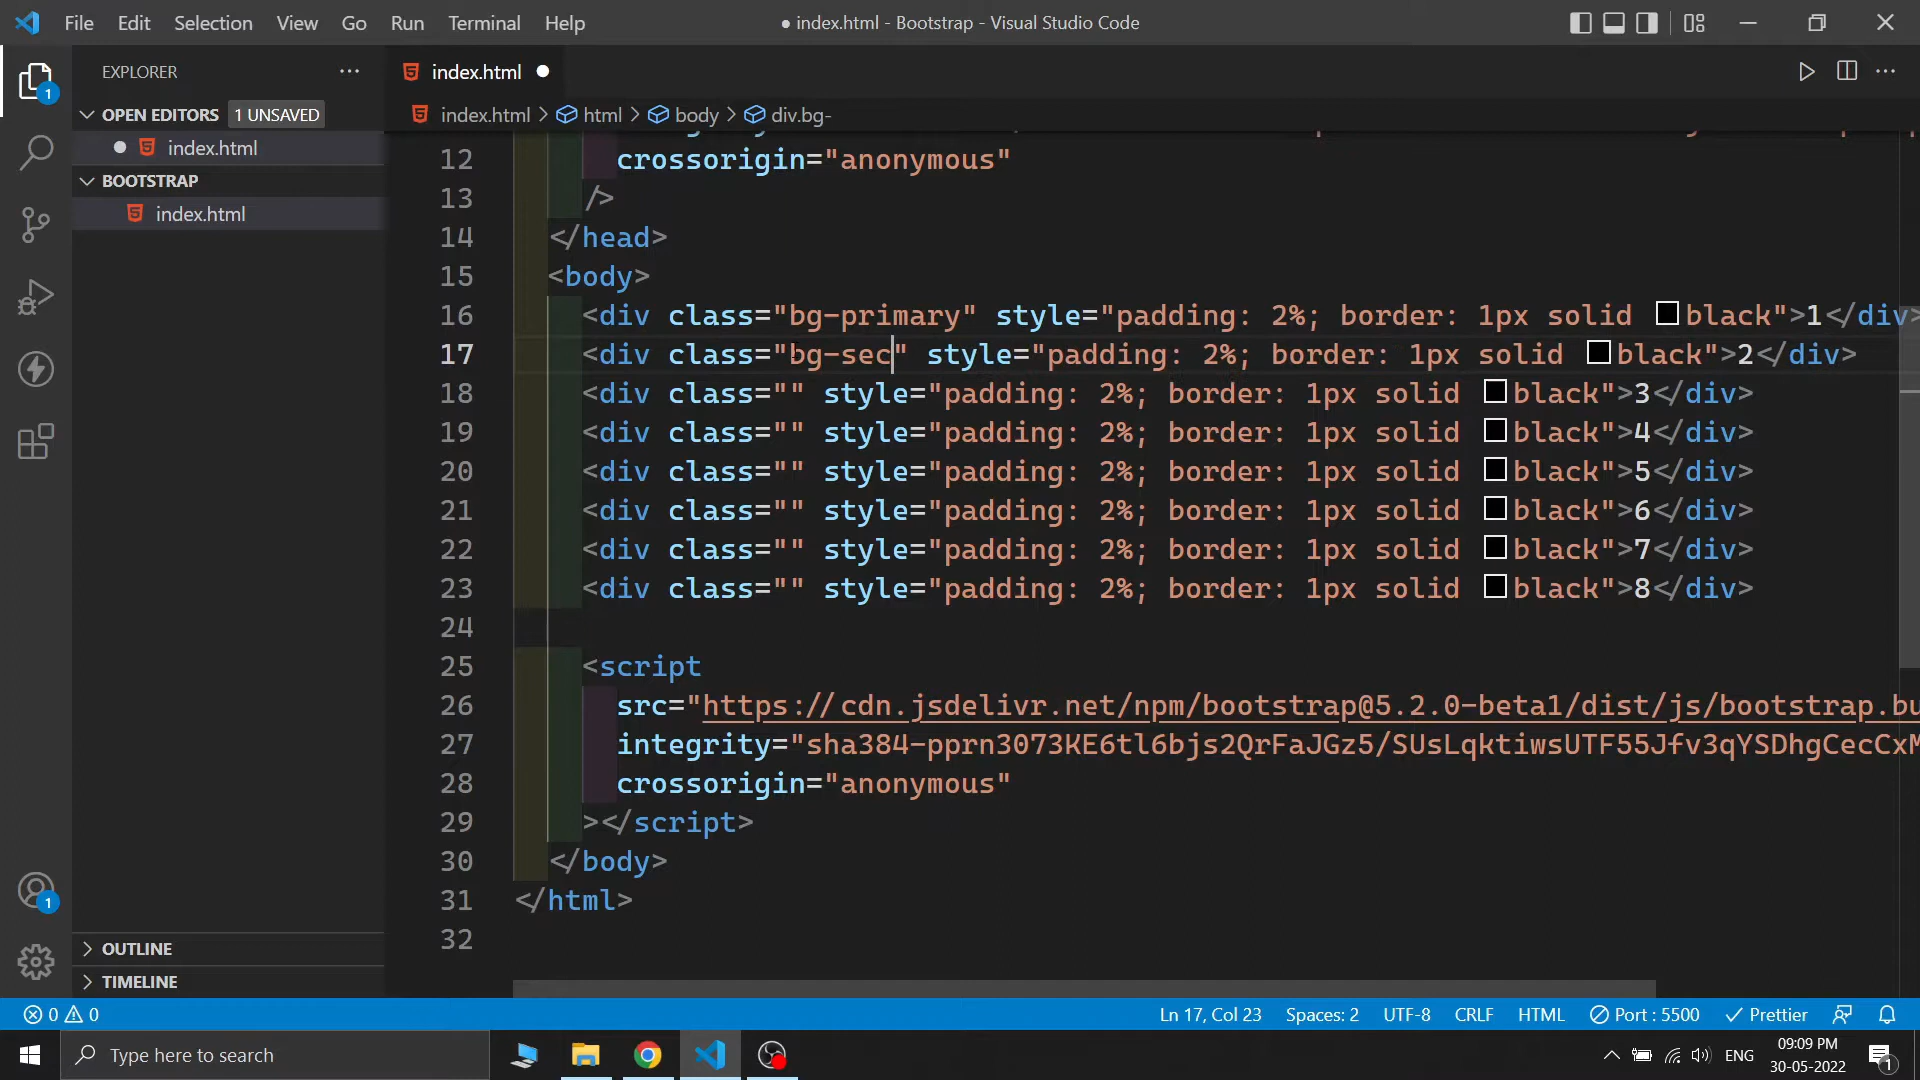 File Edit Selection View Go Run Terminal Help
● index.html - Bootstrap - Visual Studio Code
EXPLORER
OPEN EDITORS 1 UNSAVED
index.html
BOOTSTRAP
index.html
OUTLINE
TIMELINE
1
1
index.html
index.html > html > body > div.bg-
12 crossorigin="anonymous"
13 />
14 </head>
15 <body>
16 <div class="bg-primary" style="padding: 2%; border: 1px solid black">1</div>
17 <div class="bg-sec" style="padding: 2%; border: 1px solid black">2</div>
18 <div class="" style="padding: 2%; border: 1px solid black">3</div>
19 <div class="" style="padding: 2%; border: 1px solid black">4</div>
20 <div class="" style="padding: 2%; border: 1px solid black">5</div>
21 <div class="" style="padding: 2%; border: 1px solid black">6</div>
22 <div class="" style="padding: 2%; border: 1px solid black">7</div>
23 <div class="" style="padding: 2%; border: 1px solid black">8</div>
24
25 <script
26 src="https://cdn.jsdelivr.net/npm/bootstrap@5.2.0-beta1/dist/js/bootstrap.bu
27 integrity="sha384-pprn3073KE6tl6bjs2QrFaJGz5/SUsLqktiwsUTF55Jfv3qYSDhgCecCxM
28 crossorigin="anonymous"
29 ></script>
30 </body>
31 </html>
32
0 0
Ln 17, Col 23 Spaces: 2 UTF-8 CRLF HTML Port : 5500 Prettier
Type here to search
ENG
09:09 PM
30-05-2022
1